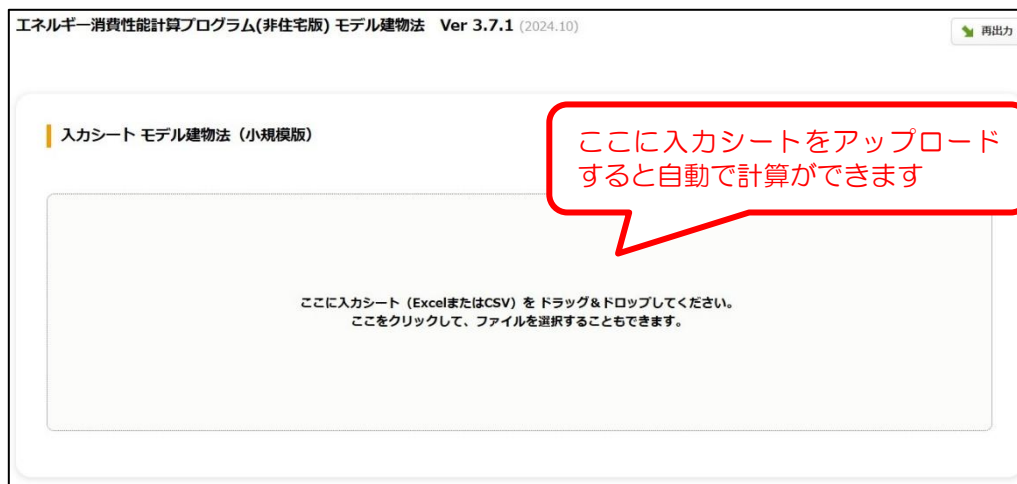 エネルギー消費性能計算プログラム(非住宅版) モデル建物法 Ver 3.7.1 (2024.10)
再出力
入力シート モデル建物法（小規模版）
ここに入力シートをアップロード
すると自動で計算ができます
ここに入力シート（ExcelまたはCSV）を ドラッグ&ドロップしてください。
ここをクリックして、ファイルを選択することもできます。